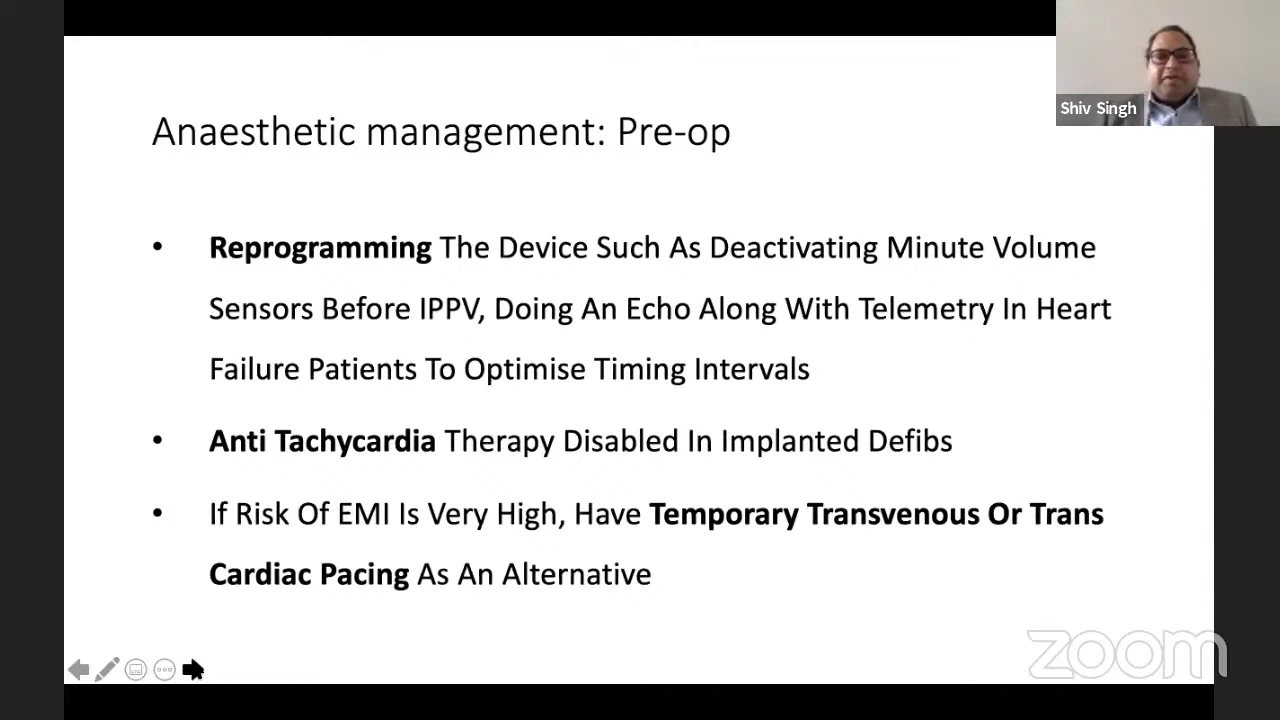 Shiv Singh
Anaesthetic management: Pre-op
• Reprogramming The Device Such As Deactivating Minute Volume
Sensors Before IPPV, Doing An Echo Along With Telemetry In Heart
Failure Patients To Optimise Timing Intervals
• Anti Tachycardia Therapy Disabled In Implanted Defibs
• If Risk Of EMI Is Very High, Have Temporary Transvenous Or Trans
Cardiac Pacing As An Alternative
zoom